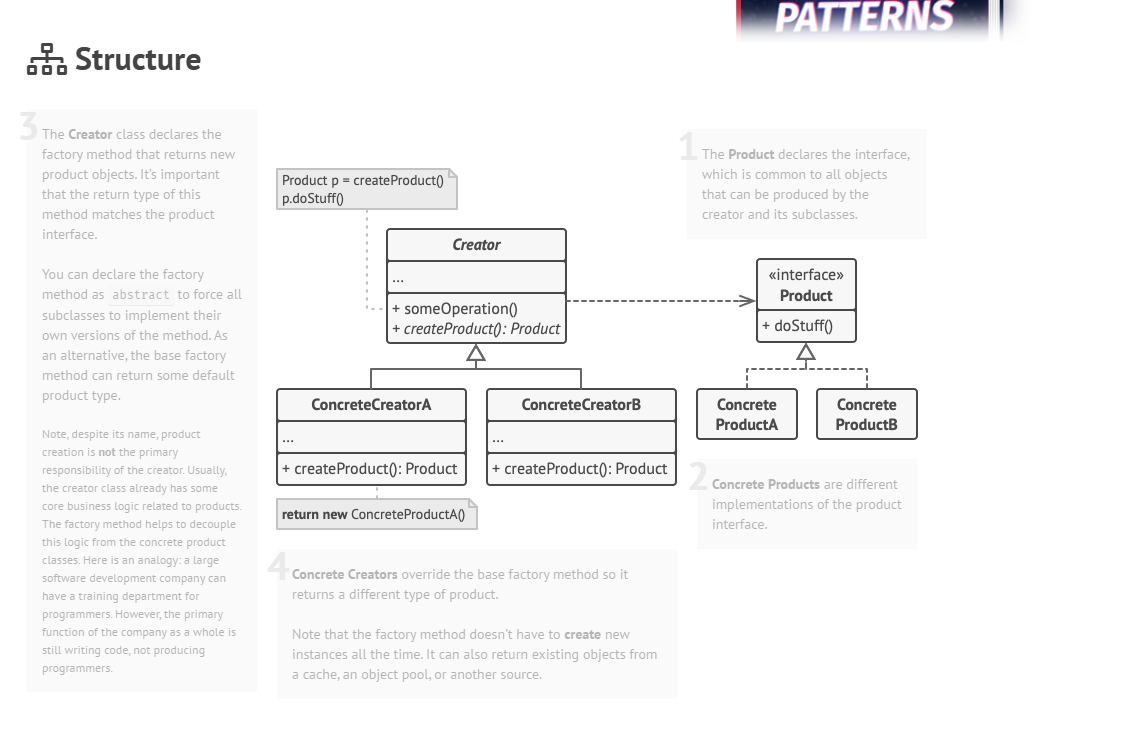 PATTERNS
Structure
3
The Creator class declares the
factory method that returns new
product objects. It's important
that the return type of this
method matches the product
interface.
You can declare the factory
method as abstract to force all
subclasses to implement their
own versions of the method. As
an alternative, the base factory
method can return some default
product type.
Note, despite its name, product
creation is not the primary
responsibility of the creator. Usually,
the creator class already has some
core business logic related to products.
The factory method helps to decouple
this logic from the concrete product
classes. Here is an analogy: a large
software development company can
have a training department for
programmers. However, the primary
function of the company as a whole is
still writing code, not producing
programmers.
Product p = createProduct()
p.doStuff()
Creator
...
+ someOperation()
+ createProduct(): Product
ConcreteCreatorA
...
+ createProduct(): Product
return new ConcreteProductA()
ConcreteCreatorB
...
+ createProduct(): Product
1
The Product declares the interface,
which is common to all objects
that can be produced by the
creator and its subclasses.
«interface»
Product
+ doStuff()
Concrete
ProductA
Concrete
ProductB
2
Concrete Products are different
implementations of the product
interface.
4
Concrete Creators override the base factory method so it
returns a different type of product.
Note that the factory method doesn't have to create new
instances all the time. It can also return existing objects from
a cache, an object pool, or another source.